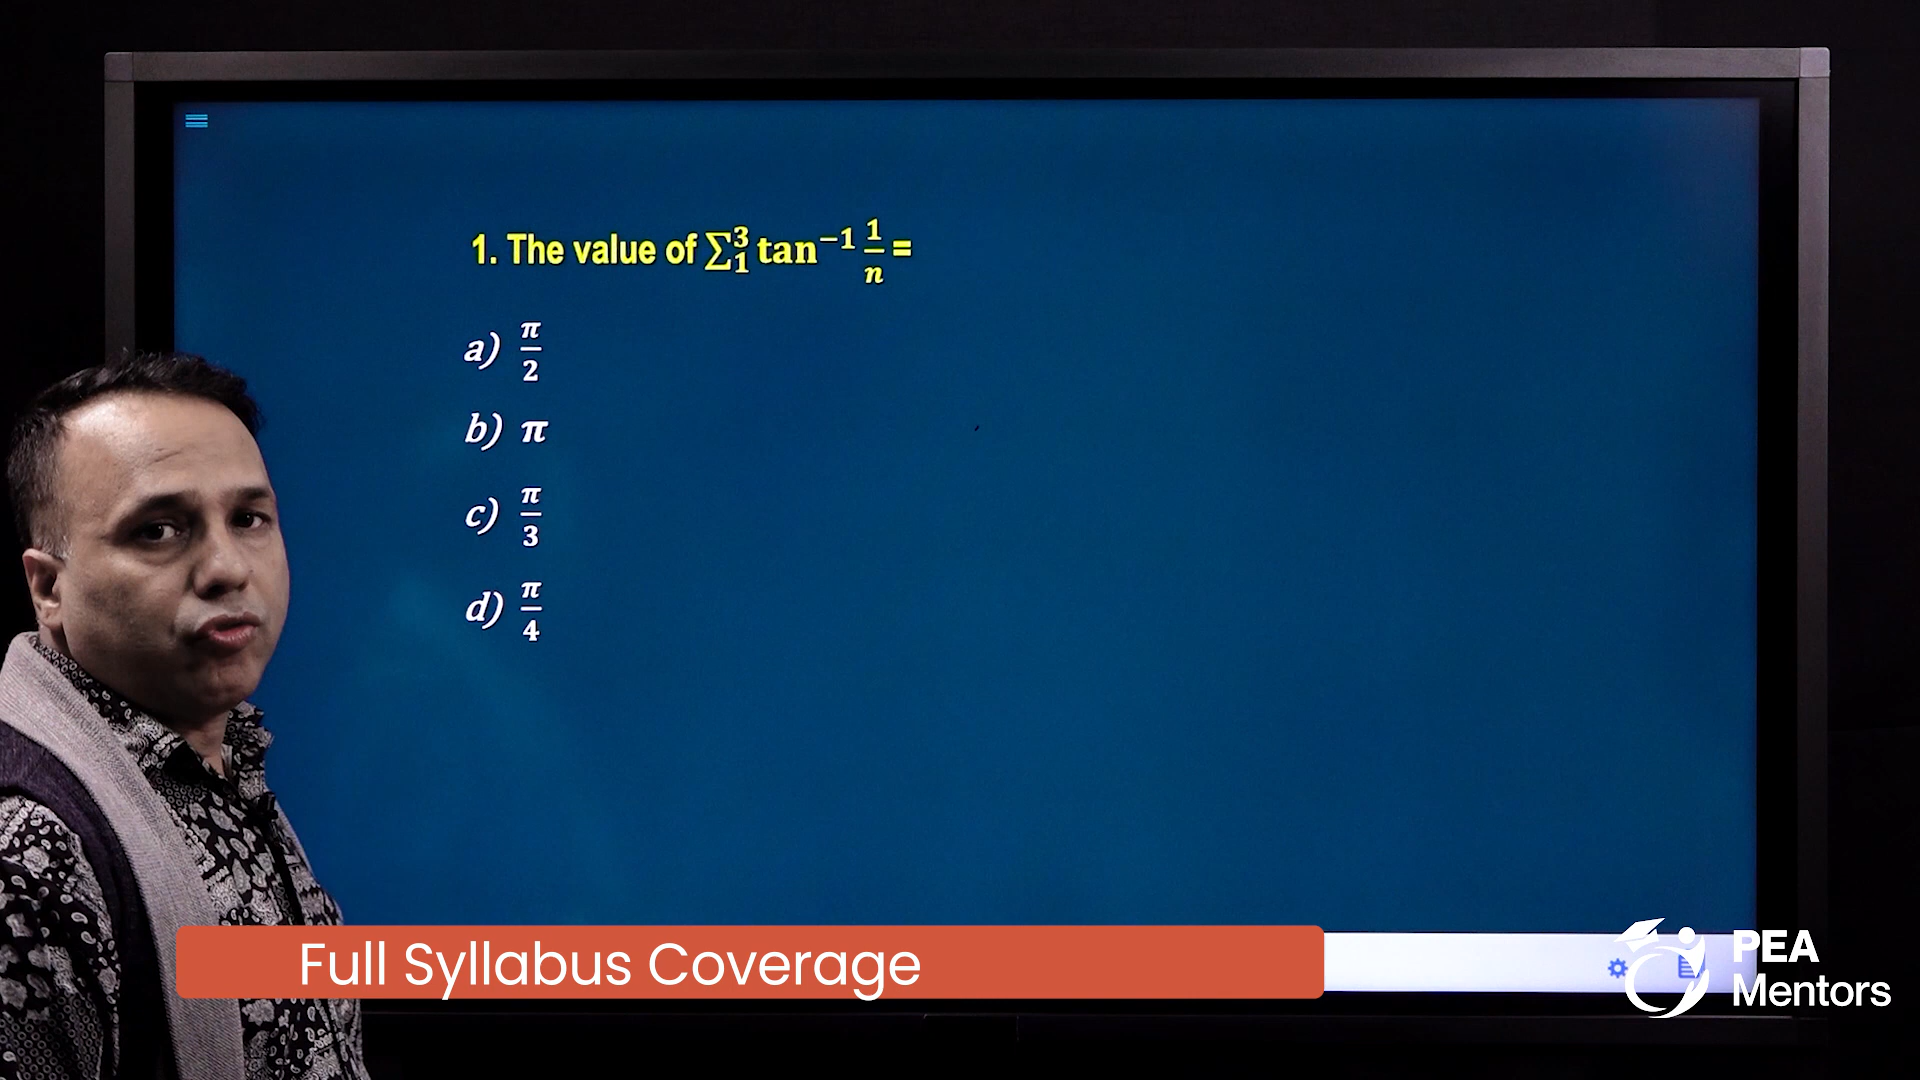 1. The value of ∑₁³ tan⁻¹ 1/n =
a) π/2
b) π
c) π/3
d) π/4
Full Syllabus Coverage
PEA
Mentors